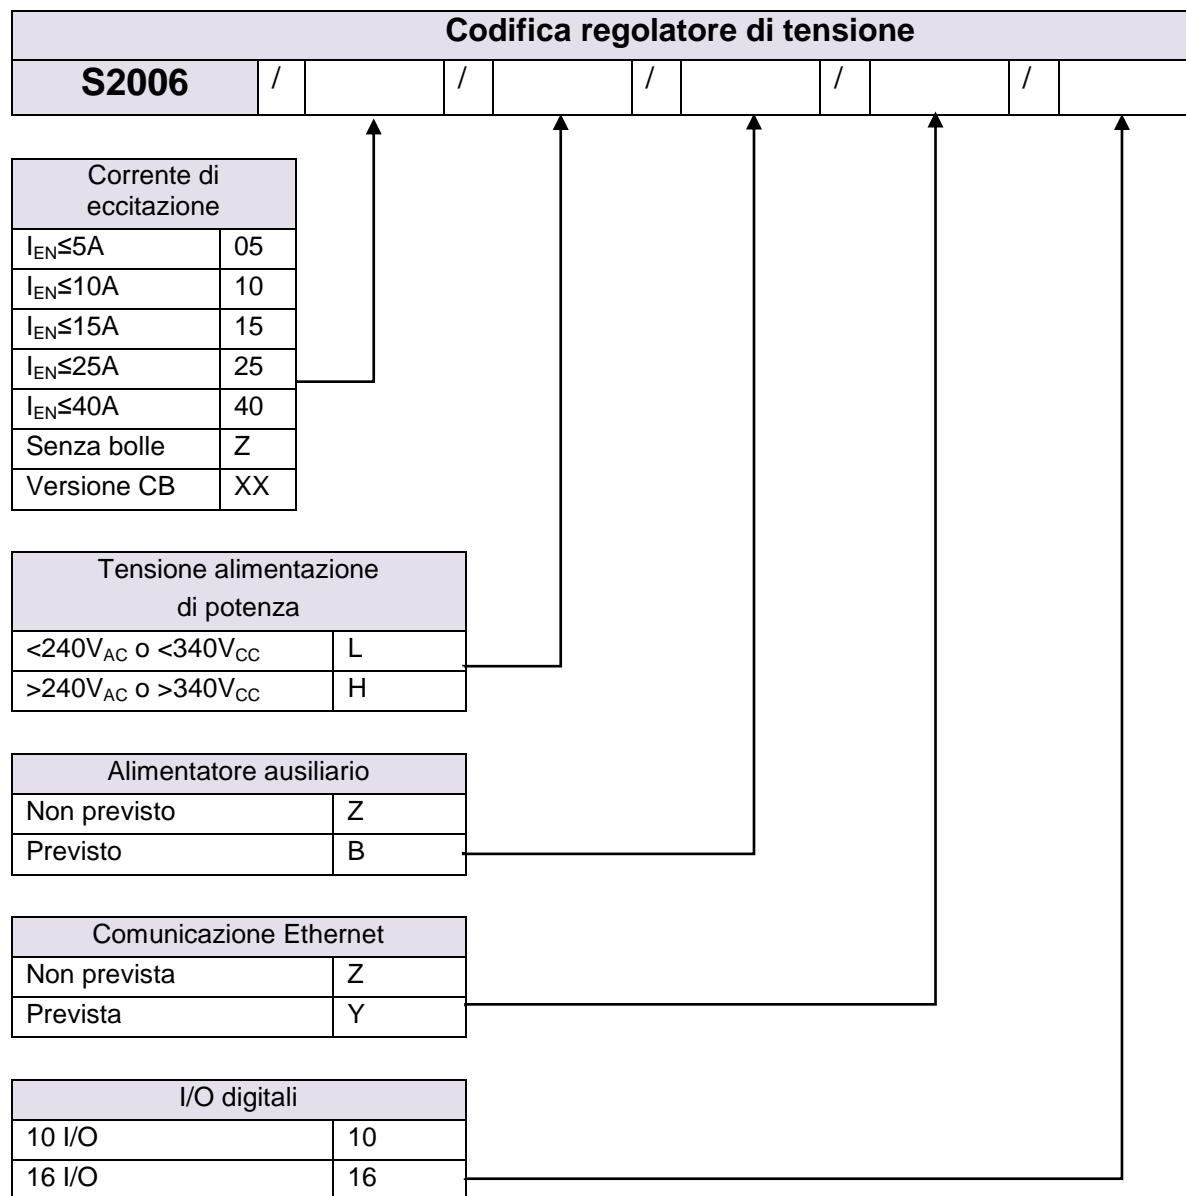 Codifica regolatore di tensione
S2006 / / / / /
Corrente di
eccitazione
IEN≤5A 05
IEN≤10A 10
IEN≤15A 15
IEN≤25A 25
IEN≤40A 40
Senza bolle Z
Versione CB XX
Tensione alimentazione
di potenza
<240VAC o <340VCC L
>240VAC o >340VCC H
Alimentatore ausiliario
Non previsto Z
Previsto B
Comunicazione Ethernet
Non prevista Z
Prevista Y
I/O digitali
10 I/O 10
16 I/O 16